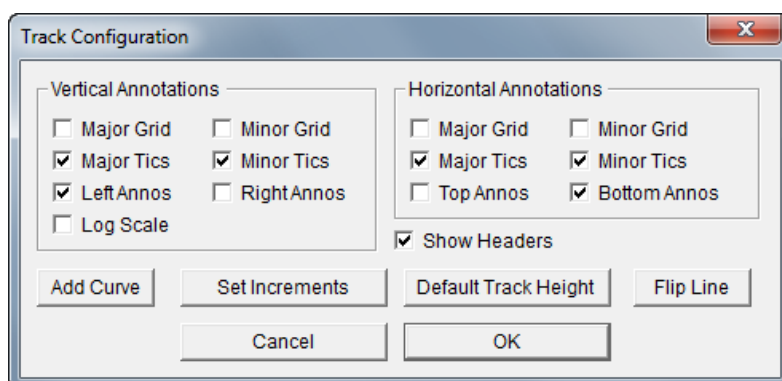 Track Configuration
Vertical Annotations
Major Grid Minor Grid
Major Tics Minor Tics
Left Annos Right Annos
Log Scale
Horizontal Annotations
Major Grid Minor Grid
Major Tics Minor Tics
Top Annos Bottom Annos
Show Headers
Add Curve Set Increments Default Track Height Flip Line
Cancel OK